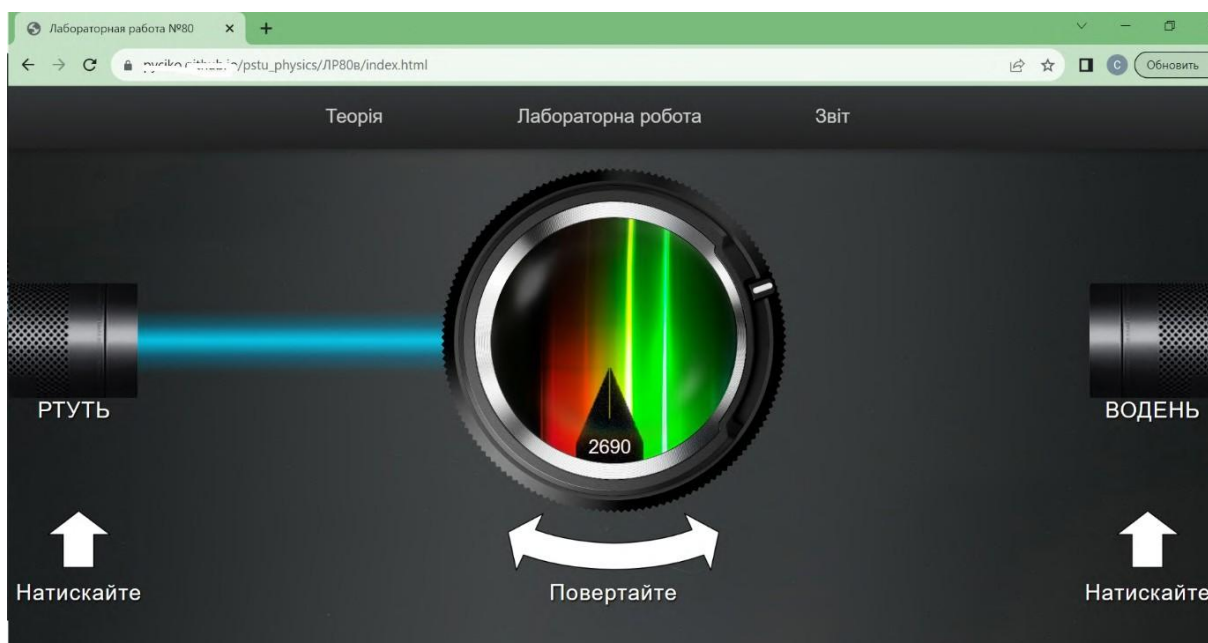 Лабораторная работа №80
/pstu_physics/ЛР80в/index.html
С
Обновить
Теорія Лабораторна робота Звіт
РТУТЬ
2690
ВОДЕНЬ
Натискайте
Повертайте
Натискайте